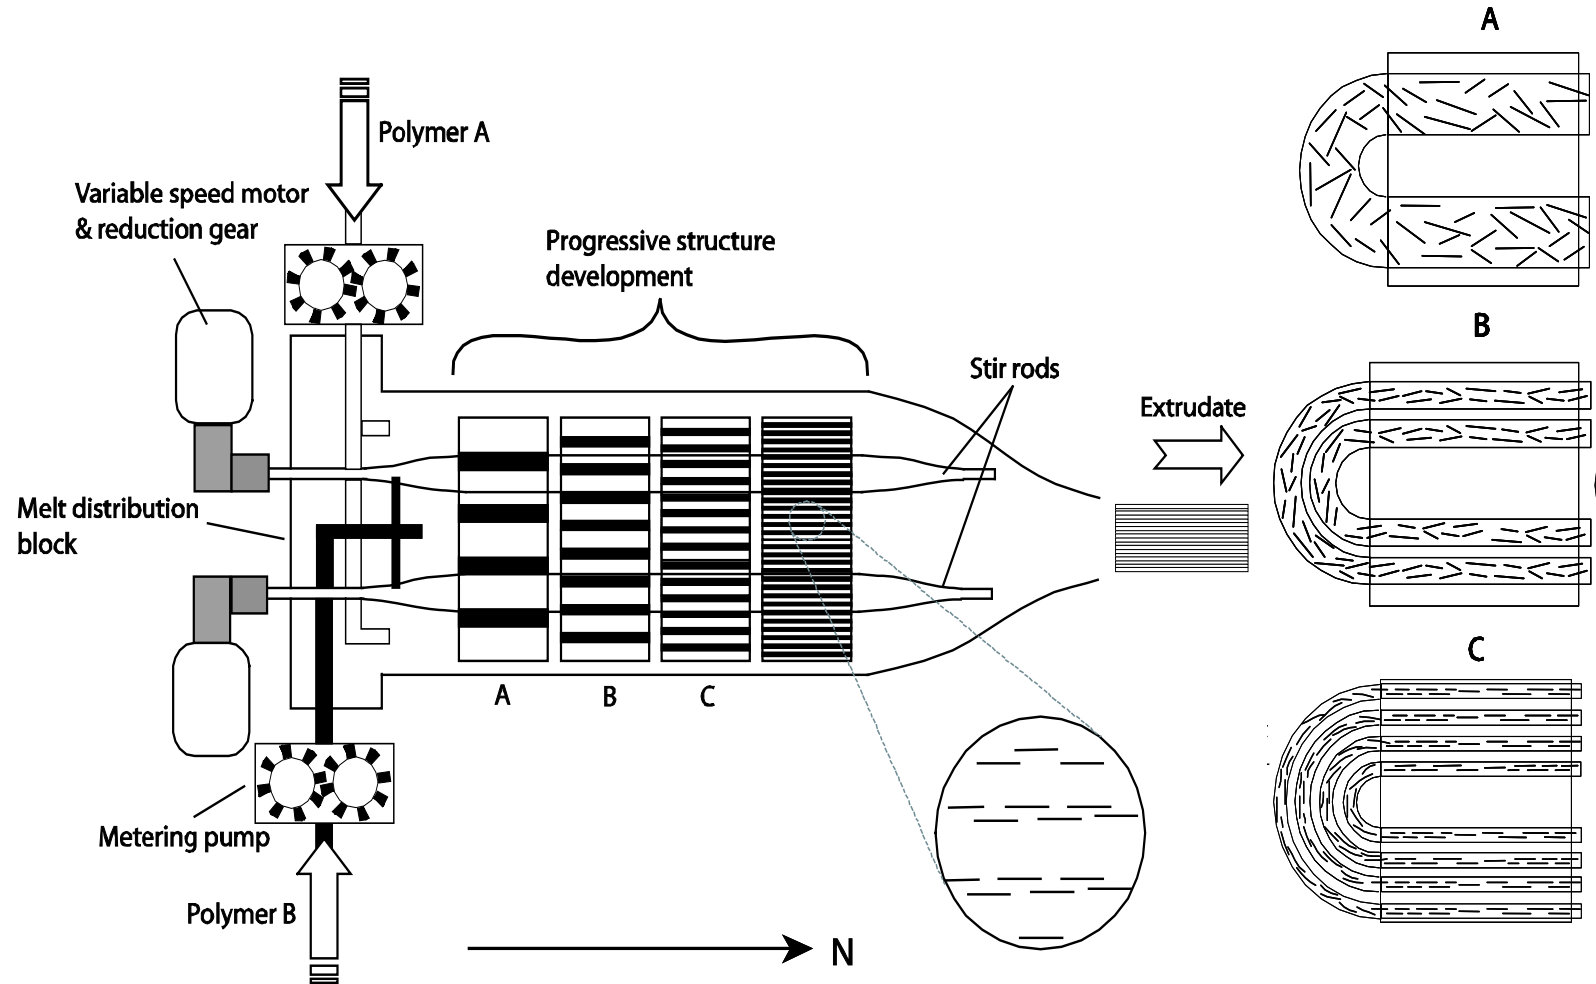 A
Polymer A
Variable speed motor
& reduction gear
Progressive structure
development
B
Stir rods
Extrudate
Melt distribution
block
C
A
B
C
Metering pump
Polymer B
N